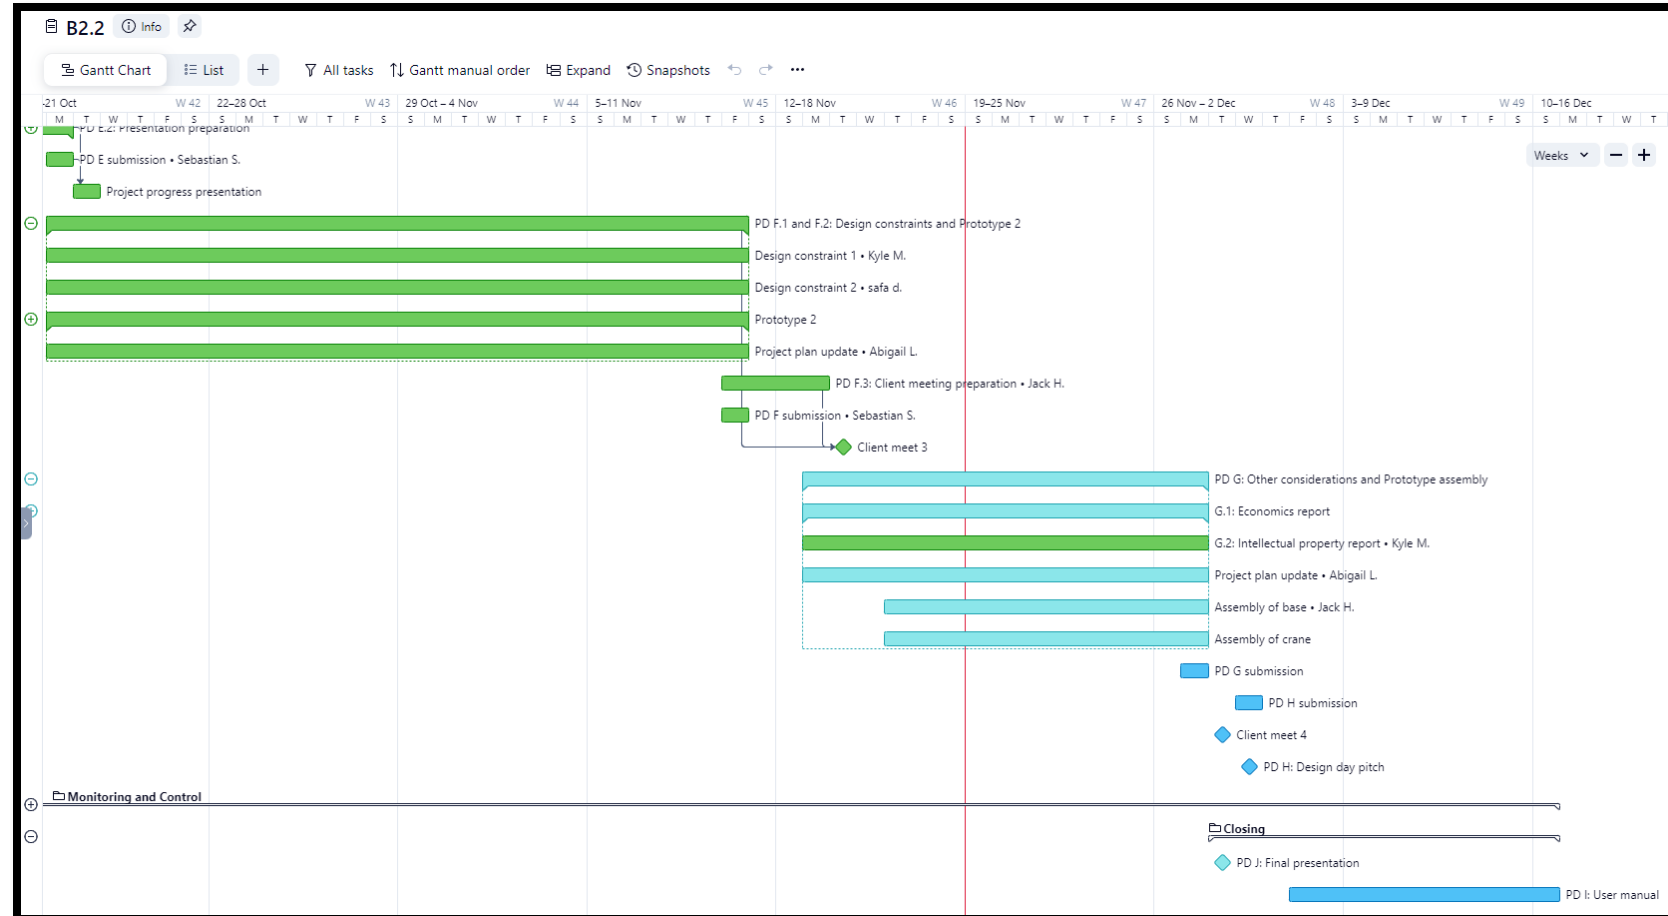 B2.2 Info
Gantt Chart List + All tasks Gantt manual order Expand Snapshots
-21 Oct W 42 22–28 Oct W 43 29 Oct – 4 Nov W 44 5–11 Nov W 45 12–18 Nov W 46 19–25 Nov W 47 26 Nov – 2 Dec W 48 3–9 Dec W 49 10–16 Dec
M T W T F S S M T W T F S S M T W T F S S M T W T F S S M T W T F S S M T W T F S S M T W T F S S M T W T F S S M T W T
PD E.2: Presentation preparation
Weeks
PD E submission • Sebastian S.
Project progress presentation
PD F.1 and F.2: Design constraints and Prototype 2
Design constraint 1 • Kyle M.
Design constraint 2 • safa d.
Prototype 2
Project plan update • Abigail L.
PD F.3: Client meeting preparation • Jack H.
PD F submission • Sebastian S.
Client meet 3
PD G: Other considerations and Prototype assembly
G.1: Economics report
G.2: Intellectual property report • Kyle M.
Project plan update • Abigail L.
Assembly of base • Jack H.
Assembly of crane
PD G submission
PD H submission
Client meet 4
PD H: Design day pitch
Monitoring and Control
Closing
PD J: Final presentation
PD I: User manual